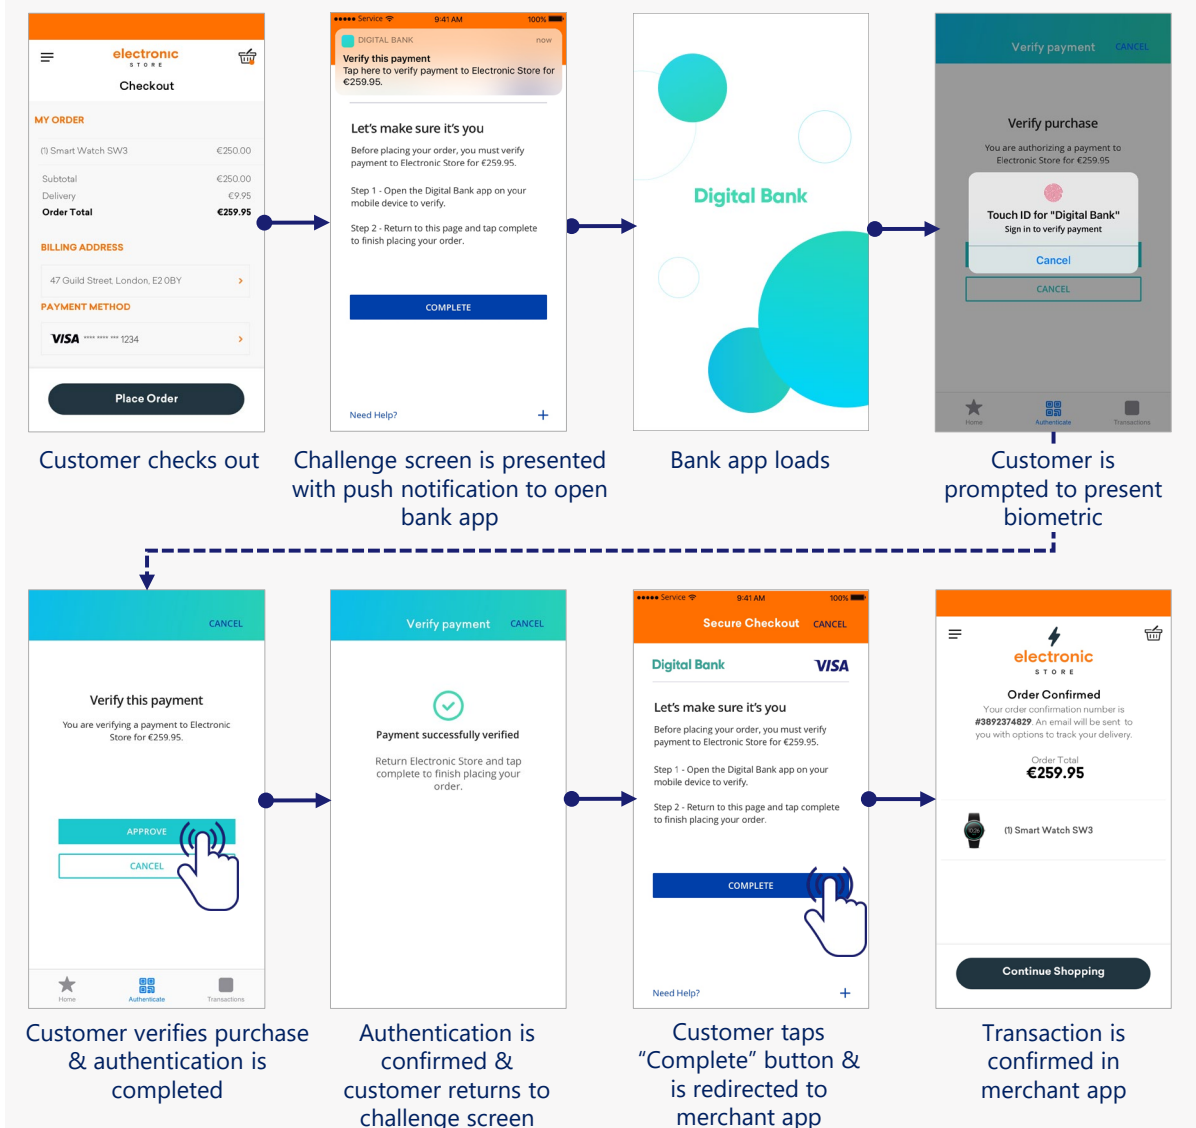 electronic
STORE
Checkout
MY ORDER
(1) Smart Watch SW3 €250.00
Subtotal €250.00
Delivery €9.95
Order Total €259.95
BILLING ADDRESS
47 Guild Street, London, E2 0BY
PAYMENT METHOD
VISA **** **** *** 1234
Place Order
Customer checks out
Service 9:41 AM 100%
DIGITAL BANK now
Verify this payment
Tap here to verify payment to Electronic Store for
€259.95.
Let's make sure it's you
Before placing your order, you must verify
payment to Electronic Store for €259.95.
Step 1 - Open the Digital Bank app on your
mobile device to verify.
Step 2 - Return to this page and tap complete
to finish placing your order.
COMPLETE
Need Help? +
Challenge screen is presented
with push notification to open
bank app
Digital Bank
Bank app loads
Verify payment CANCEL
Verify purchase
You are authorizing a payment to
Electronic Store for €259.95
Touch ID for "Digital Bank"
Sign in to verify payment
Cancel
CANCEL
Home Authenticate Transactions
Customer is
prompted to present
biometric
CANCEL
Verify this payment
You are verifying a payment to Electronic
Store for €259.95.
APPROVE
CANCEL
Home Authenticate Transactions
Customer verifies purchase
& authentication is
completed
Verify payment CANCEL
Payment successfully verified
Return Electronic Store and tap
complete to finish placing your
order.
Authentication is
confirmed &
customer returns to
challenge screen
Service 9:41 AM 100%
Secure Checkout CANCEL
Digital Bank VISA
Let's make sure it's you
Before placing your order, you must verify
payment to Electronic Store for €259.95.
Step 1 - Open the Digital Bank app on your
mobile device to verify.
Step 2 - Return to this page and tap complete
to finish placing your order.
COMPLETE
Need Help? +
Customer taps
“Complete” button &
is redirected to
merchant app
electronic
STORE
Order Confirmed
Your order confirmation number is
#3892374829. An email will be sent to
you with options to track your delivery.
Order Total
€259.95
(1) Smart Watch SW3
Continue Shopping
Transaction is
confirmed in
merchant app